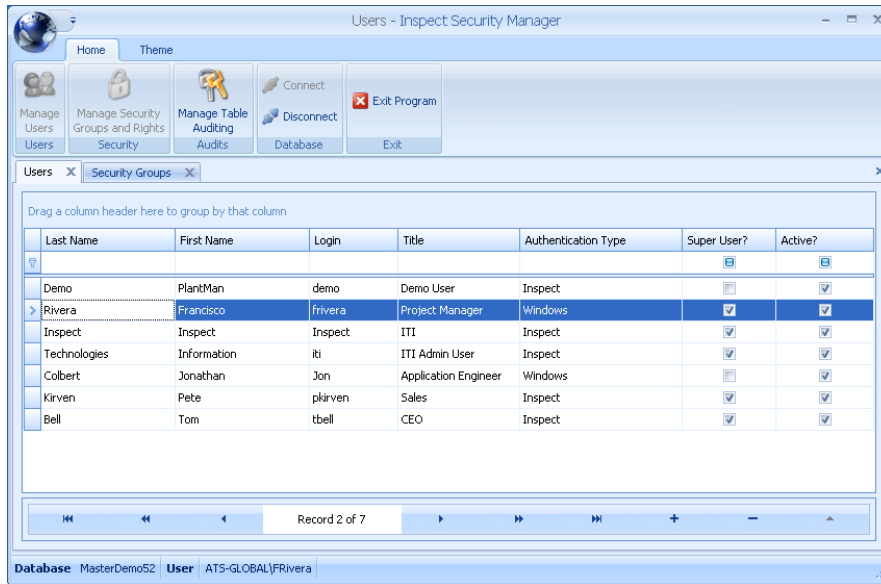 Users - Inspect Security Manager
Home Theme
Manage Users
Manage Security Groups and Rights
Manage Table Auditing
Connect
Disconnect
Exit Program
Users Security Audits Database Exit
Users X Security Groups X
Drag a column header here to group by that column
Last Name First Name Login Title Authentication Type Super User? Active?
Demo PlantMan demo Demo User Inspect
Rivera Francisco frivera Project Manager Windows
Inspect Inspect Inspect ITI Inspect
Technologies Information iti ITI Admin User Inspect
Colbert Jonathan Jon Application Engineer Windows
Kirven Pete pkirven Sales Inspect
Bell Tom tbell CEO Inspect
Record 2 of 7
Database MasterDemo52 User ATS-GLOBAL\FRivera